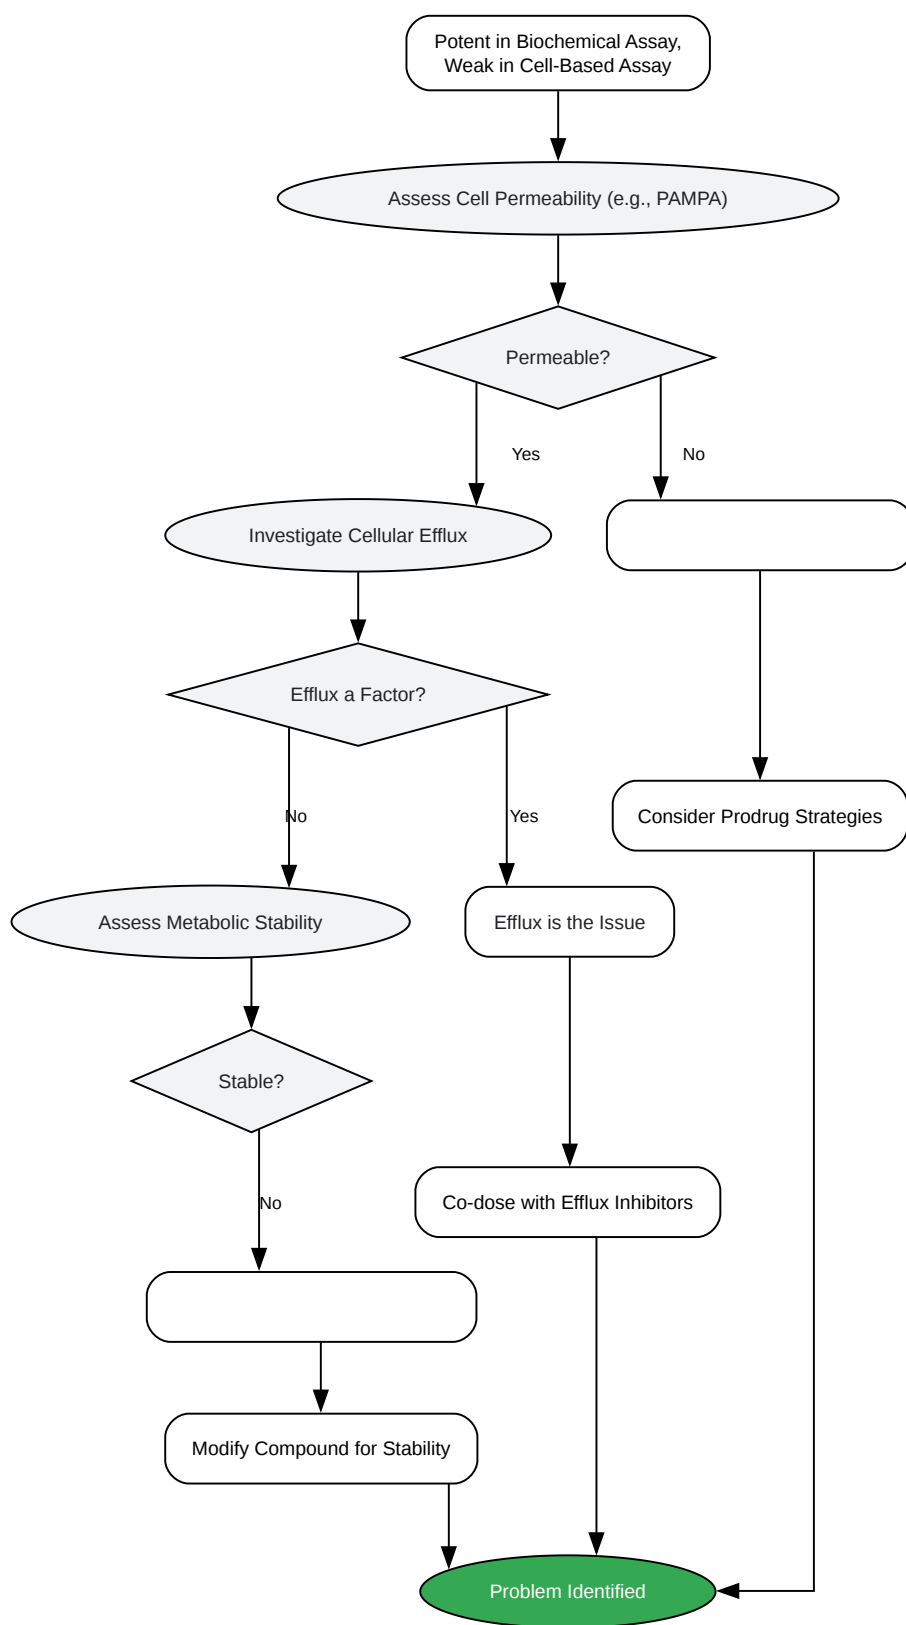 Potent in Biochemical Assay,
Weak in Cell-Based Assay
Assess Cell Permeability (e.g., PAMPA)
Permeable?
Yes
No
Investigate Cellular Efflux
Efflux a Factor?
No
Yes
Consider Prodrug Strategies
Assess Metabolic Stability
Efflux is the Issue
Stable?
No
Co-dose with Efflux Inhibitors
Modify Compound for Stability
Problem Identified